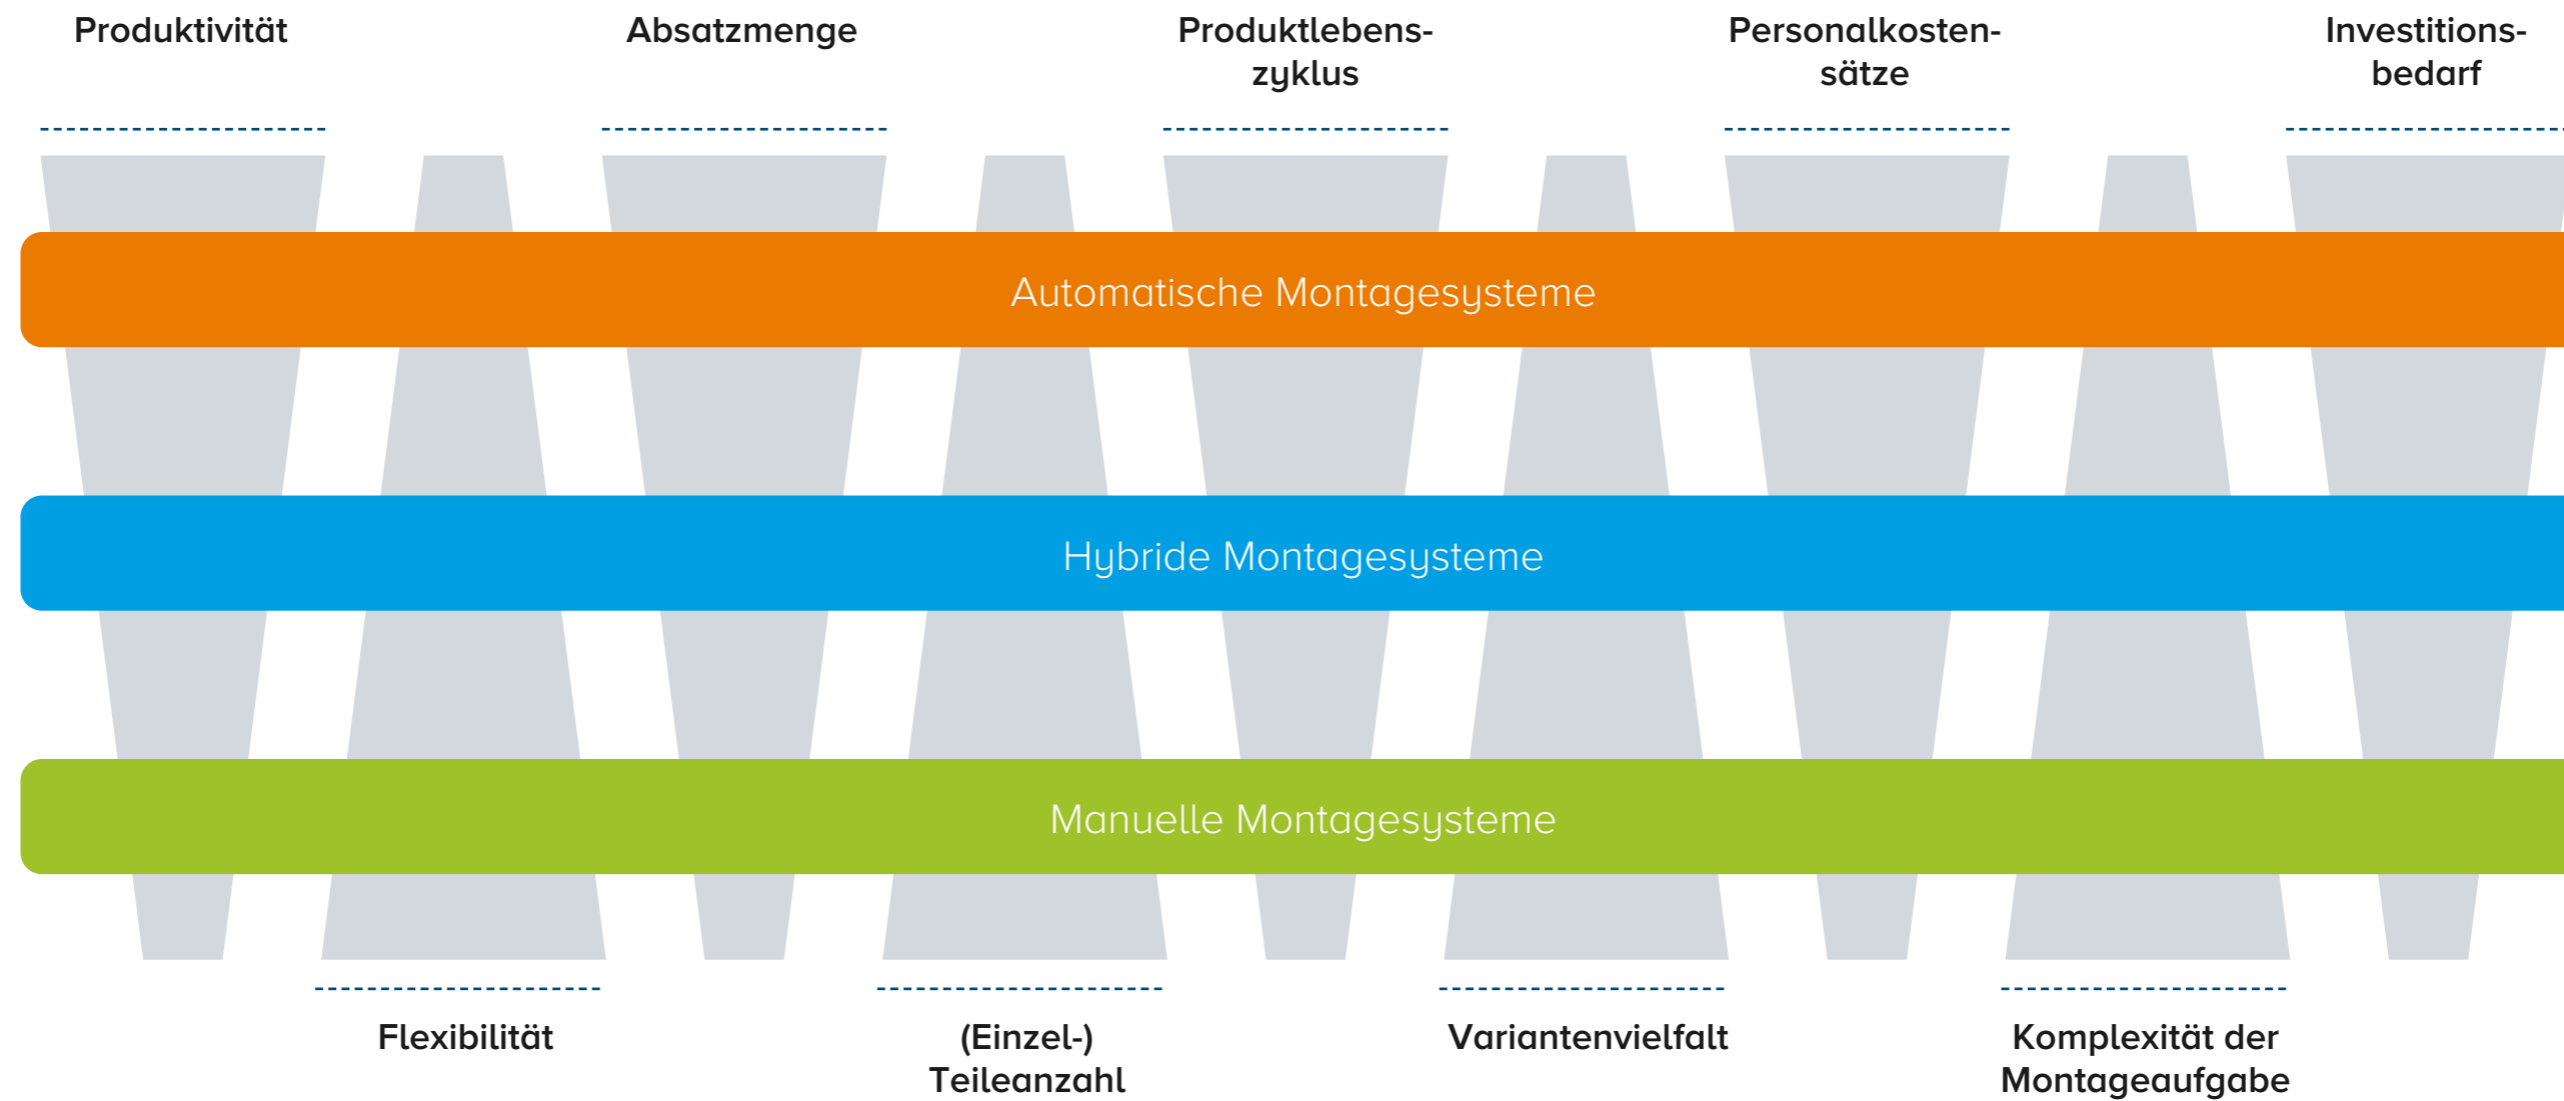 Produktivität
Absatzmenge
Produktlebens-
zyklus
Personalkosten-
sätze
Investitions-
bedarf
Automatische Montagesysteme
Hybride Montagesysteme
Manuelle Montagesysteme
Flexibilität
(Einzel-)
Teileanzahl
Variantenvielfalt
Komplexität der
Montageaufgabe